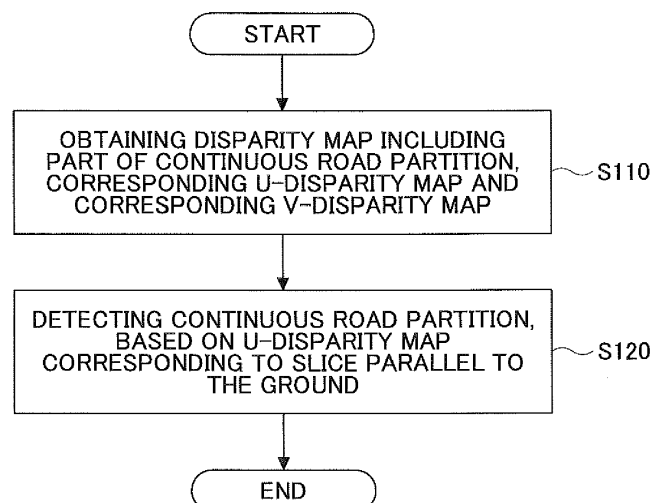 START
OBTAINING DISPARITY MAP INCLUDING
PART OF CONTINUOUS ROAD PARTITION,
CORRESPONDING U-DISPARITY MAP AND
CORRESPONDING V-DISPARITY MAP
S110
DETECTING CONTINUOUS ROAD PARTITION,
BASED ON U-DISPARITY MAP
CORRESPONDING TO SLICE PARALLEL TO
THE GROUND
S120
END